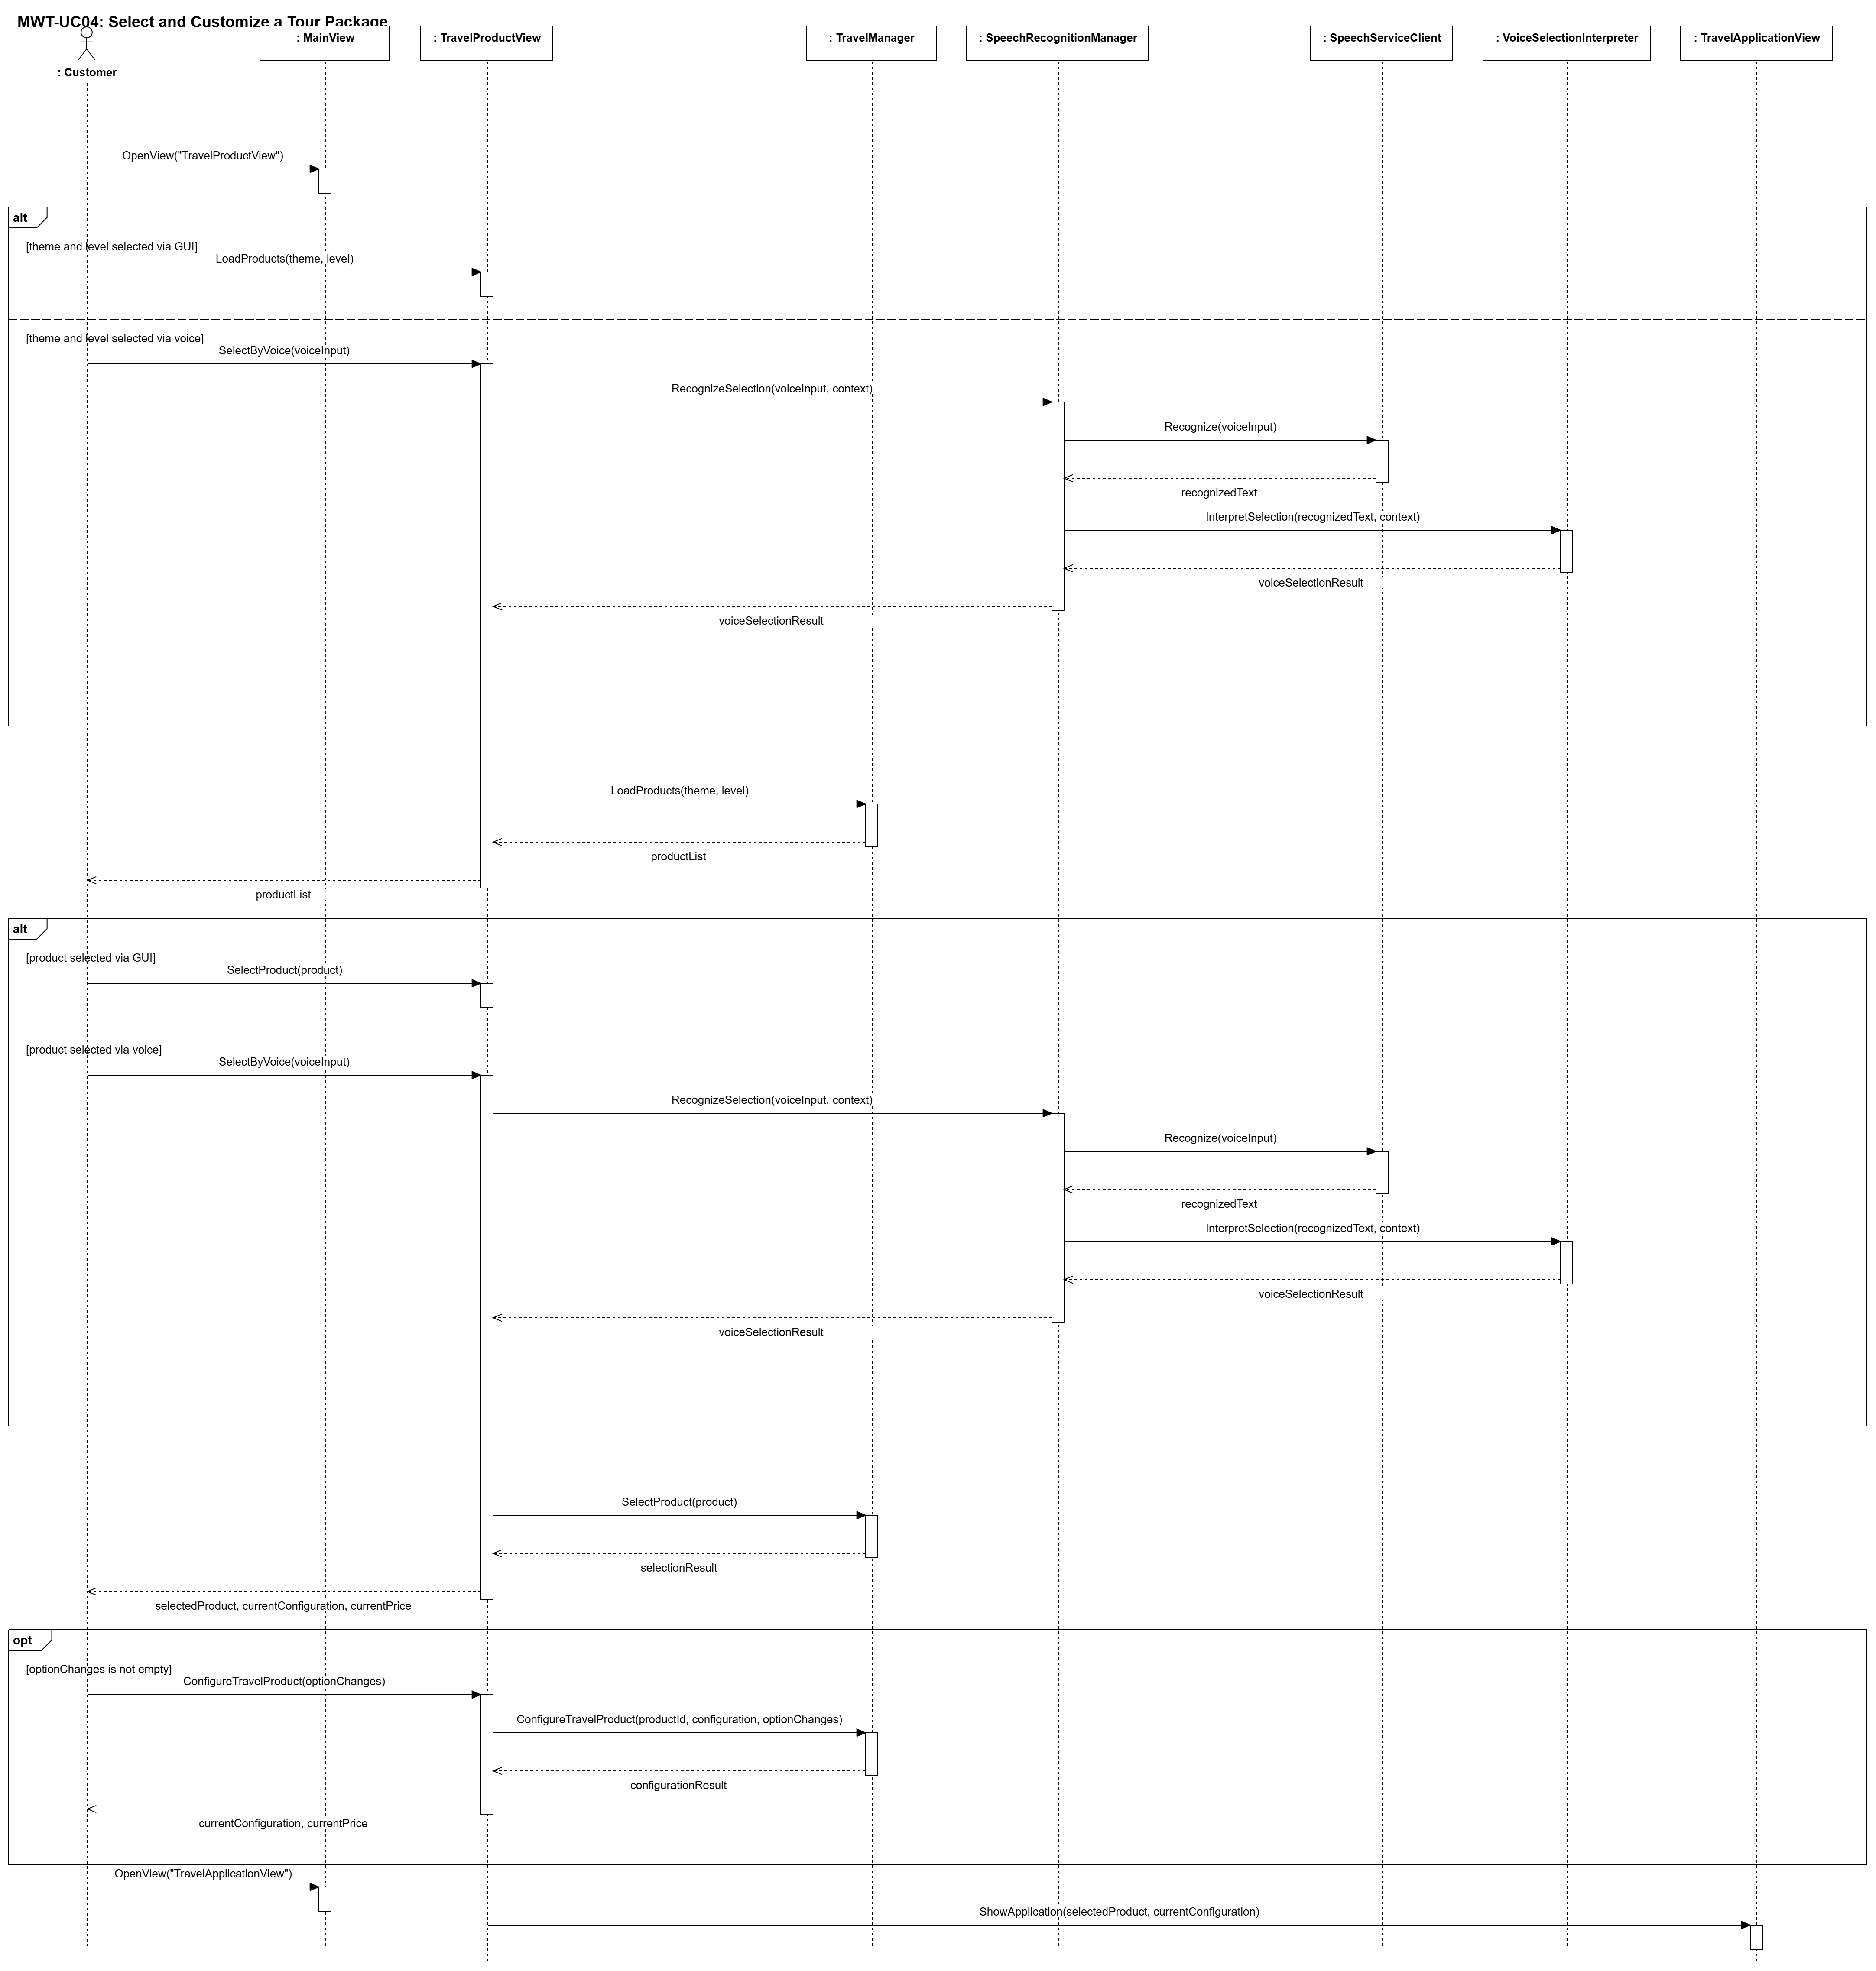 MWT-UC04: Select and Customize a Tour Package
: Customer
: MainView
: TravelProductView
: TravelManager
: SpeechRecognitionManager
: SpeechServiceClient
: VoiceSelectionInterpreter
: TravelApplicationView
OpenView("TravelProductView")
alt
[theme and level selected via GUI]
LoadProducts(theme, level)
[theme and level selected via voice]
SelectByVoice(voiceInput)
RecognizeSelection(voiceInput, context)
Recognize(voiceInput)
recognizedText
InterpretSelection(recognizedText, context)
voiceSelectionResult
voiceSelectionResult
LoadProducts(theme, level)
productList
productList
alt
[product selected via GUI]
SelectProduct(product)
[product selected via voice]
SelectByVoice(voiceInput)
RecognizeSelection(voiceInput, context)
Recognize(voiceInput)
recognizedText
InterpretSelection(recognizedText, context)
voiceSelectionResult
voiceSelectionResult
SelectProduct(product)
selectionResult
selectedProduct, currentConfiguration, currentPrice
opt
[optionChanges is not empty]
ConfigureTravelProduct(optionChanges)
ConfigureTravelProduct(productId, configuration, optionChanges)
configurationResult
currentConfiguration, currentPrice
OpenView("TravelApplicationView")
ShowApplication(selectedProduct, currentConfiguration)